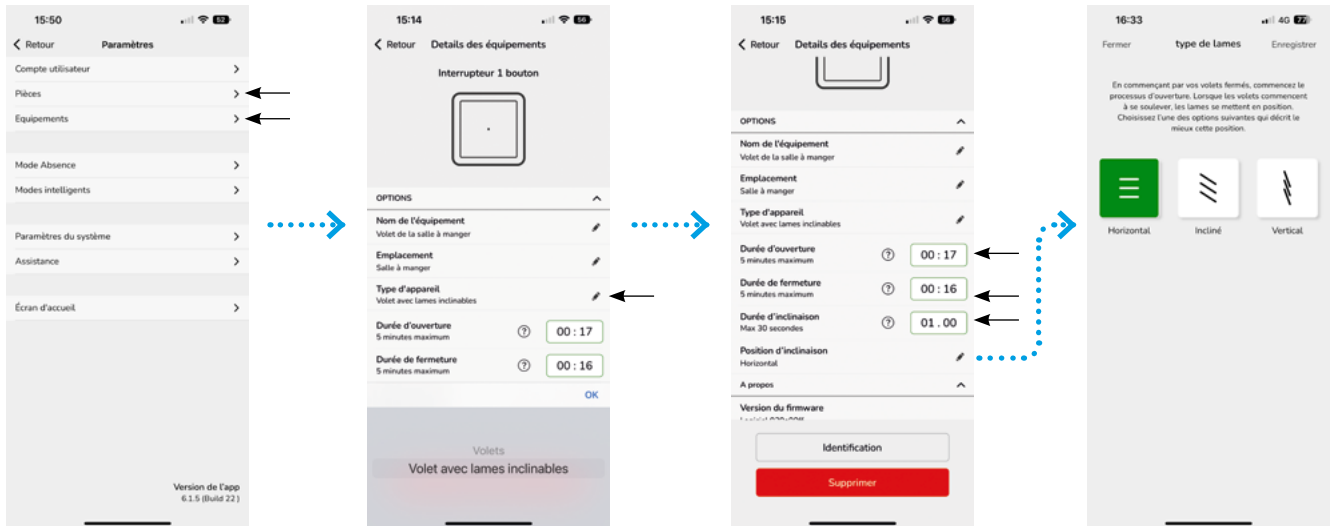 15:50
52
Retour
Paramètres
Compte utilisateur
Pièces
Equipements
Mode Absence
Modes intelligents
Paramètres du système
Assistance
Écran d'accueil
Version de l'app
6.1.5 (Build 22)
15:14
56
Retour
Details des équipements
Interrupteur 1 bouton
OPTIONS
Nom de l'équipement
Volet de la salle à manger
Emplacement
Salle à manger
Type d'appareil
Volet avec lames inclinables
Durée d'ouverture
5 minutes maximum
?
00 : 17
Durée de fermeture
5 minutes maximum
?
00 : 16
OK
Volets
Volet avec lames inclinables
15:15
56
Retour
Details des équipements
OPTIONS
Nom de l'équipement
Volet de la salle à manger
Emplacement
Salle à manger
Type d'appareil
Volet avec lames inclinables
Durée d'ouverture
5 minutes maximum
?
00 : 17
Durée de fermeture
5 minutes maximum
?
00 : 16
Durée d'inclinaison
Max 30 secondes
?
01 . 00
Position d'inclinaison
Horizontal
A propos
Version du firmware
Identification
Supprimer
16:33
4G 77
Fermer
type de lames
Enregistrer
En commençant par vos volets fermés, commencez le
processus d'ouverture. Lorsque les volets commencent
à se soulever, les lames se mettent en position.
Choisissez l'une des options suivantes qui décrit le
mieux cette position.
Horizontal
Incliné
Vertical